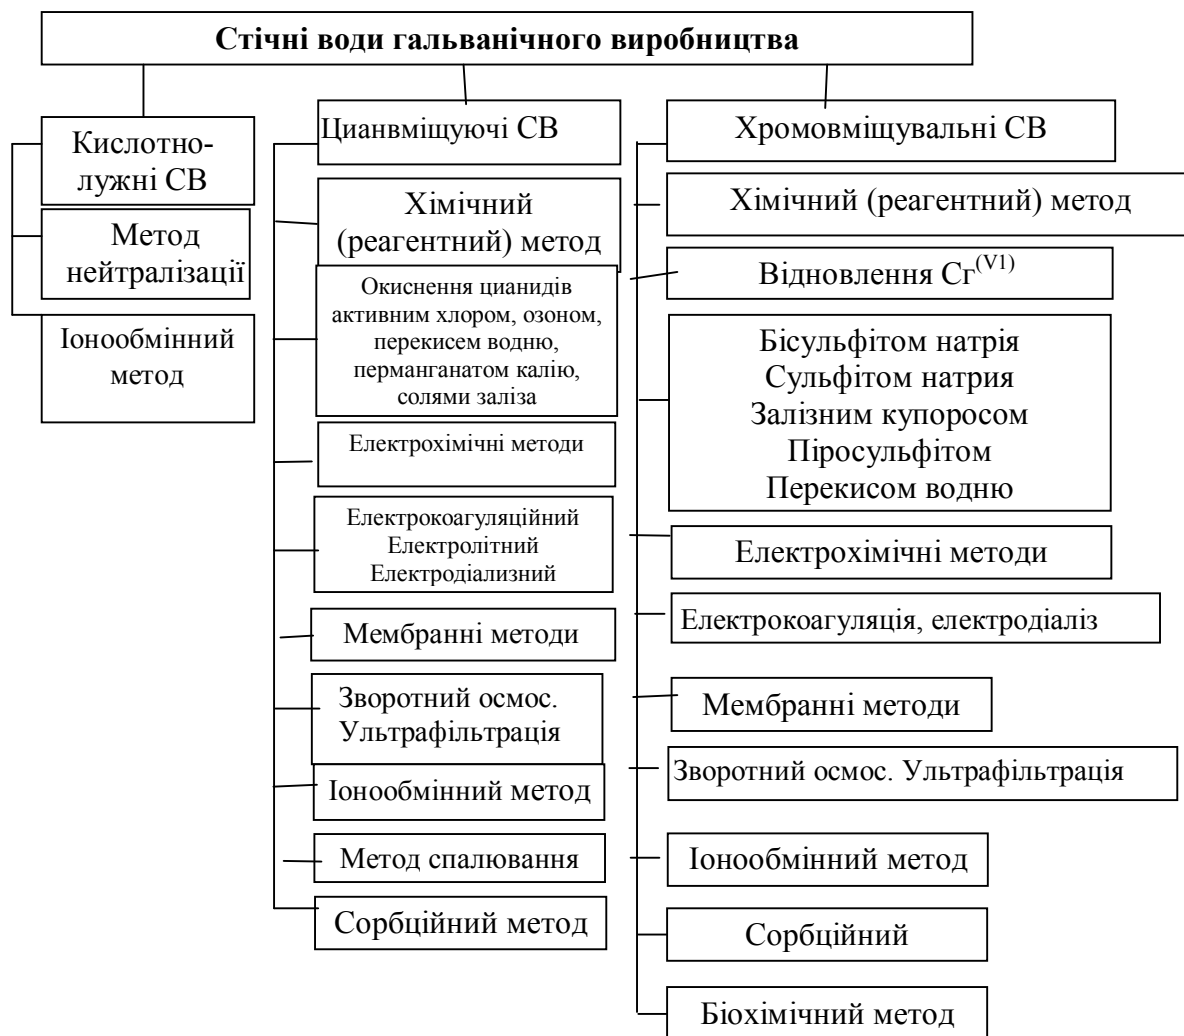 Стічні води гальванічного виробництва
Кислотно-
лужні СВ
Метод
нейтралізації
Іонообмінний
метод
Цианвміщуючі СВ
Хімічний
(реагентний) метод
Окиснення цианидів
активним хлором, озоном,
перекисем водню,
перманганатом калію,
солями заліза
Електрохімічні методи
Електрокоагуляційний
Електролітний
Електродіализний
Мембранні методи
Зворотний осмос.
Ультрафільтрація
Іонообмінний метод
Метод спалювання
Сорбційний метод
Хромовміщувальні СВ
Хімічний (реагентний) метод
Відновлення Сг(V1)
Бісульфітом натрія
Сульфітом натрия
Залізним купоросом
Піросульфітом
Перекисом водню
Електрохімічні методи
Електрокоагуляція, електродіаліз
Мембранні методи
Зворотний осмос. Ультрафільтрація
Іонообмінний метод
Сорбційний
Біохімічний метод